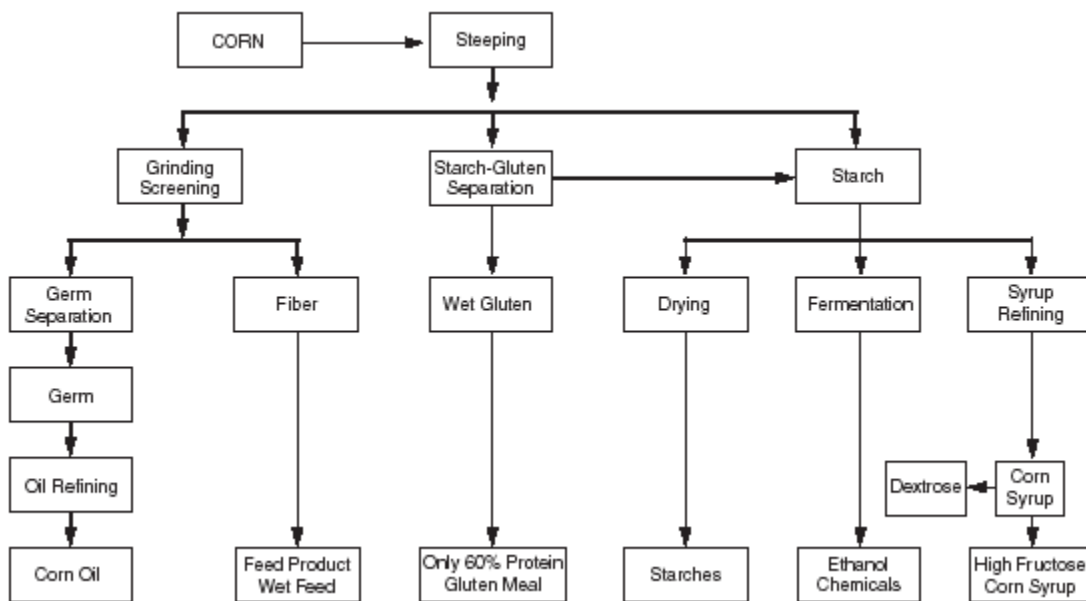 CORN
Steeping
Grinding
Screening
Starch-Gluten
Separation
Starch
Germ
Separation
Fiber
Wet Gluten
Drying
Fermentation
Syrup
Refining
Germ
Oil Refining
Dextrose
Corn
Syrup
Corn Oil
Feed Product
Wet Feed
Only 60% Protein
Gluten Meal
Starches
Ethanol
Chemicals
High Fructose
Corn Syrup